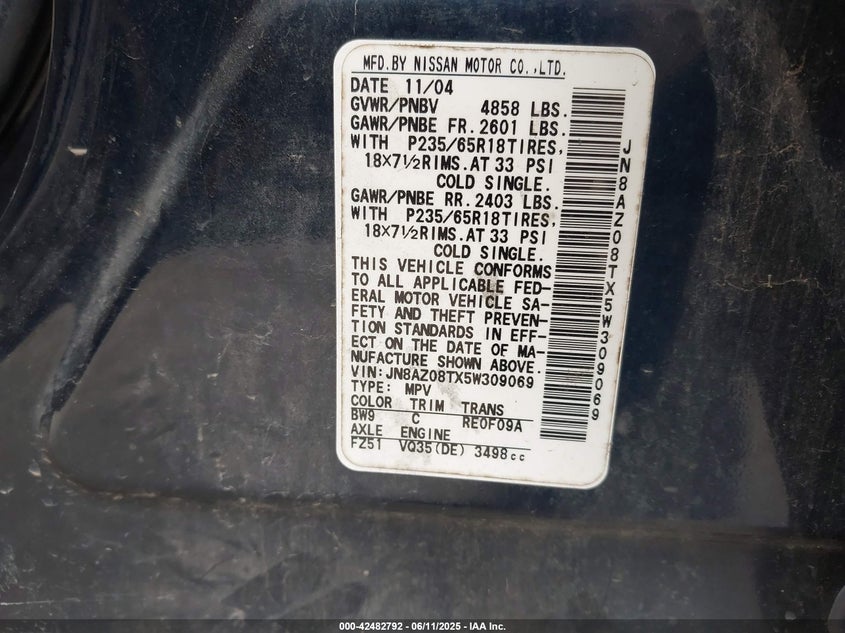 MFD.BY NISSAN MOTOR CO.,LTD.
DATE 11/04
GVWR/PNBV 4858 LBS.
GAWR/PNBE FR.2601 LBS.
WITH P235/65R18TIRES,
18X7½RIMS.AT 33 PSI
COLD SINGLE.
GAWR/PNBE RR.2403 LBS.
WITH P235/65R18TIRES,
18X7½RIMS.AT 33 PSI
COLD SINGLE.
THIS VEHICLE CONFORMS
TO ALL APPLICABLE FED-
ERAL MOTOR VEHICLE SA-
FETY AND THEFT PREVEN-
TION STANDARDS IN EFF-
ECT ON THE DATE OF MA-
NUFACTURE SHOWN ABOVE.
VIN:JN8AZ08TX5W309069
TYPE: MPV
COLOR TRIM TRANS
BW9 C RE0F09A
AXLE ENGINE
FZ51 VQ35(DE) 3498cc
JN8AZ08TX5W309069
000-42482792 - 06/11/2025 - IAA Inc.